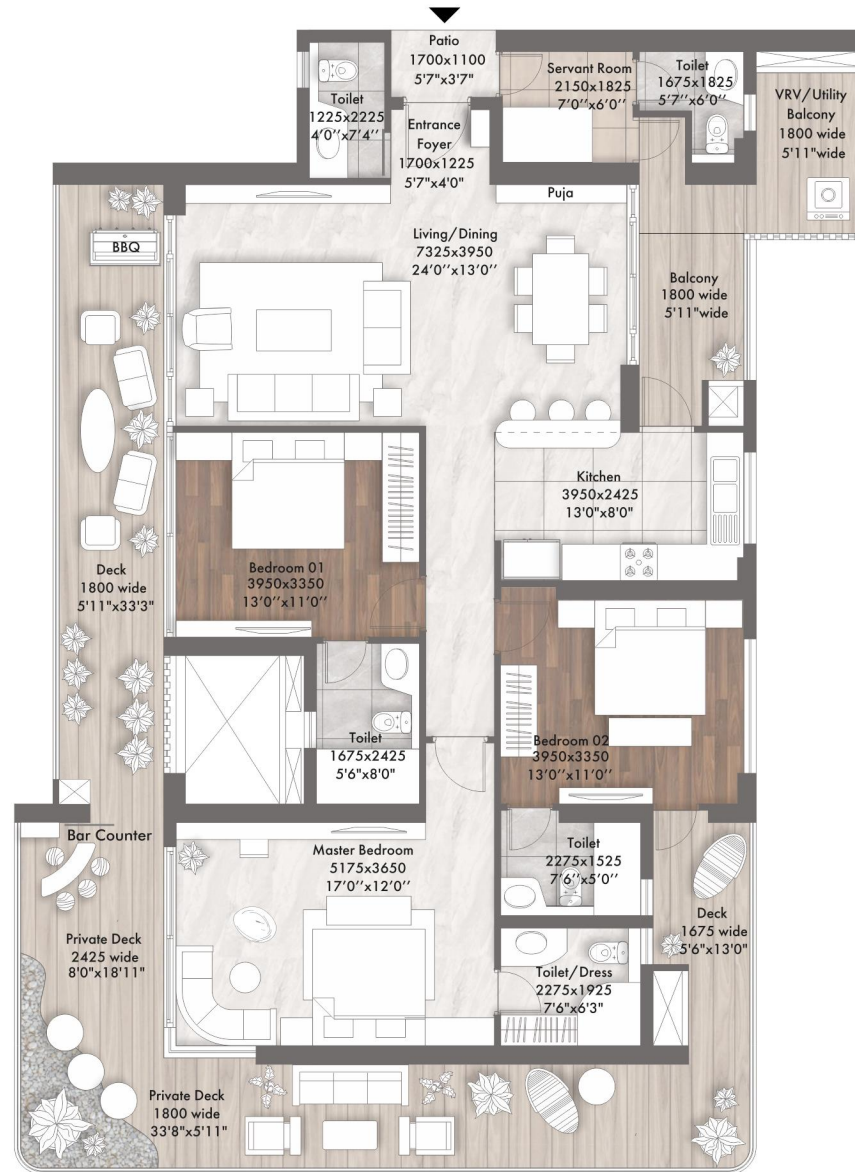 Patio
1700x1100
5'7"x3'7"
Toilet
1225x2225
4'0''x7'4''
Entrance
Foyer
1700x1225
5'7"x4'0"
Servant Room
2150x1825
7'0''x6'0''
Toilet
1675x1825
5'7''x6'0''
VRV/Utility
Balcony
1800 wide
5'11"wide
Puja
BBQ
Living/Dining
7325x3950
24'0''x13'0''
Balcony
1800 wide
5'11"wide
Kitchen
3950x2425
13'0"x8'0"
Deck
1800 wide
5'11"x33'3"
Bedroom 01
3950x3350
13'0''x11'0''
Toilet
1675x2425
5'6"x8'0"
Bedroom 02
3950x3350
13'0''x11'0''
Bar Counter
Master Bedroom
5175x3650
17'0''x12'0''
Toilet
2275x1525
7'6''x5'0''
Deck
1675 wide
5'6"x13'0"
Private Deck
2425 wide
8'0"x18'11"
Toilet/Dress
2275x1925
7'6"x6'3"
Private Deck
1800 wide
33'8"x5'11"